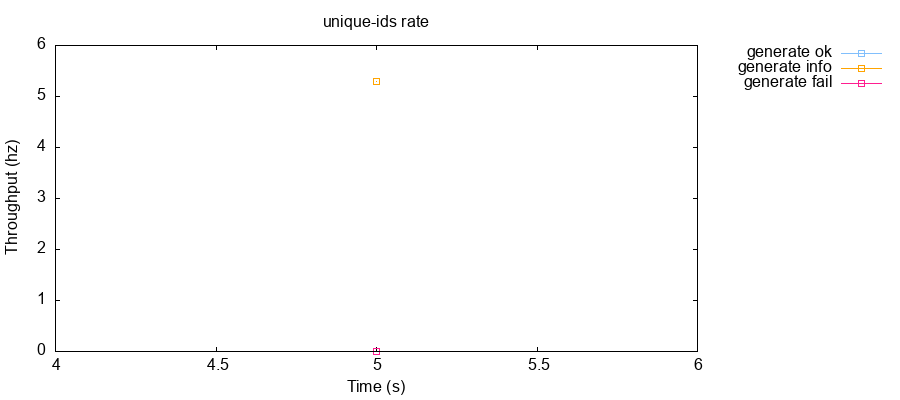 unique-ids rate
generate ok
generate info
generate fail
Throughput (hz)
6
5
4
3
2
1
0
4
4.5
5
5.5
6
Time (s)